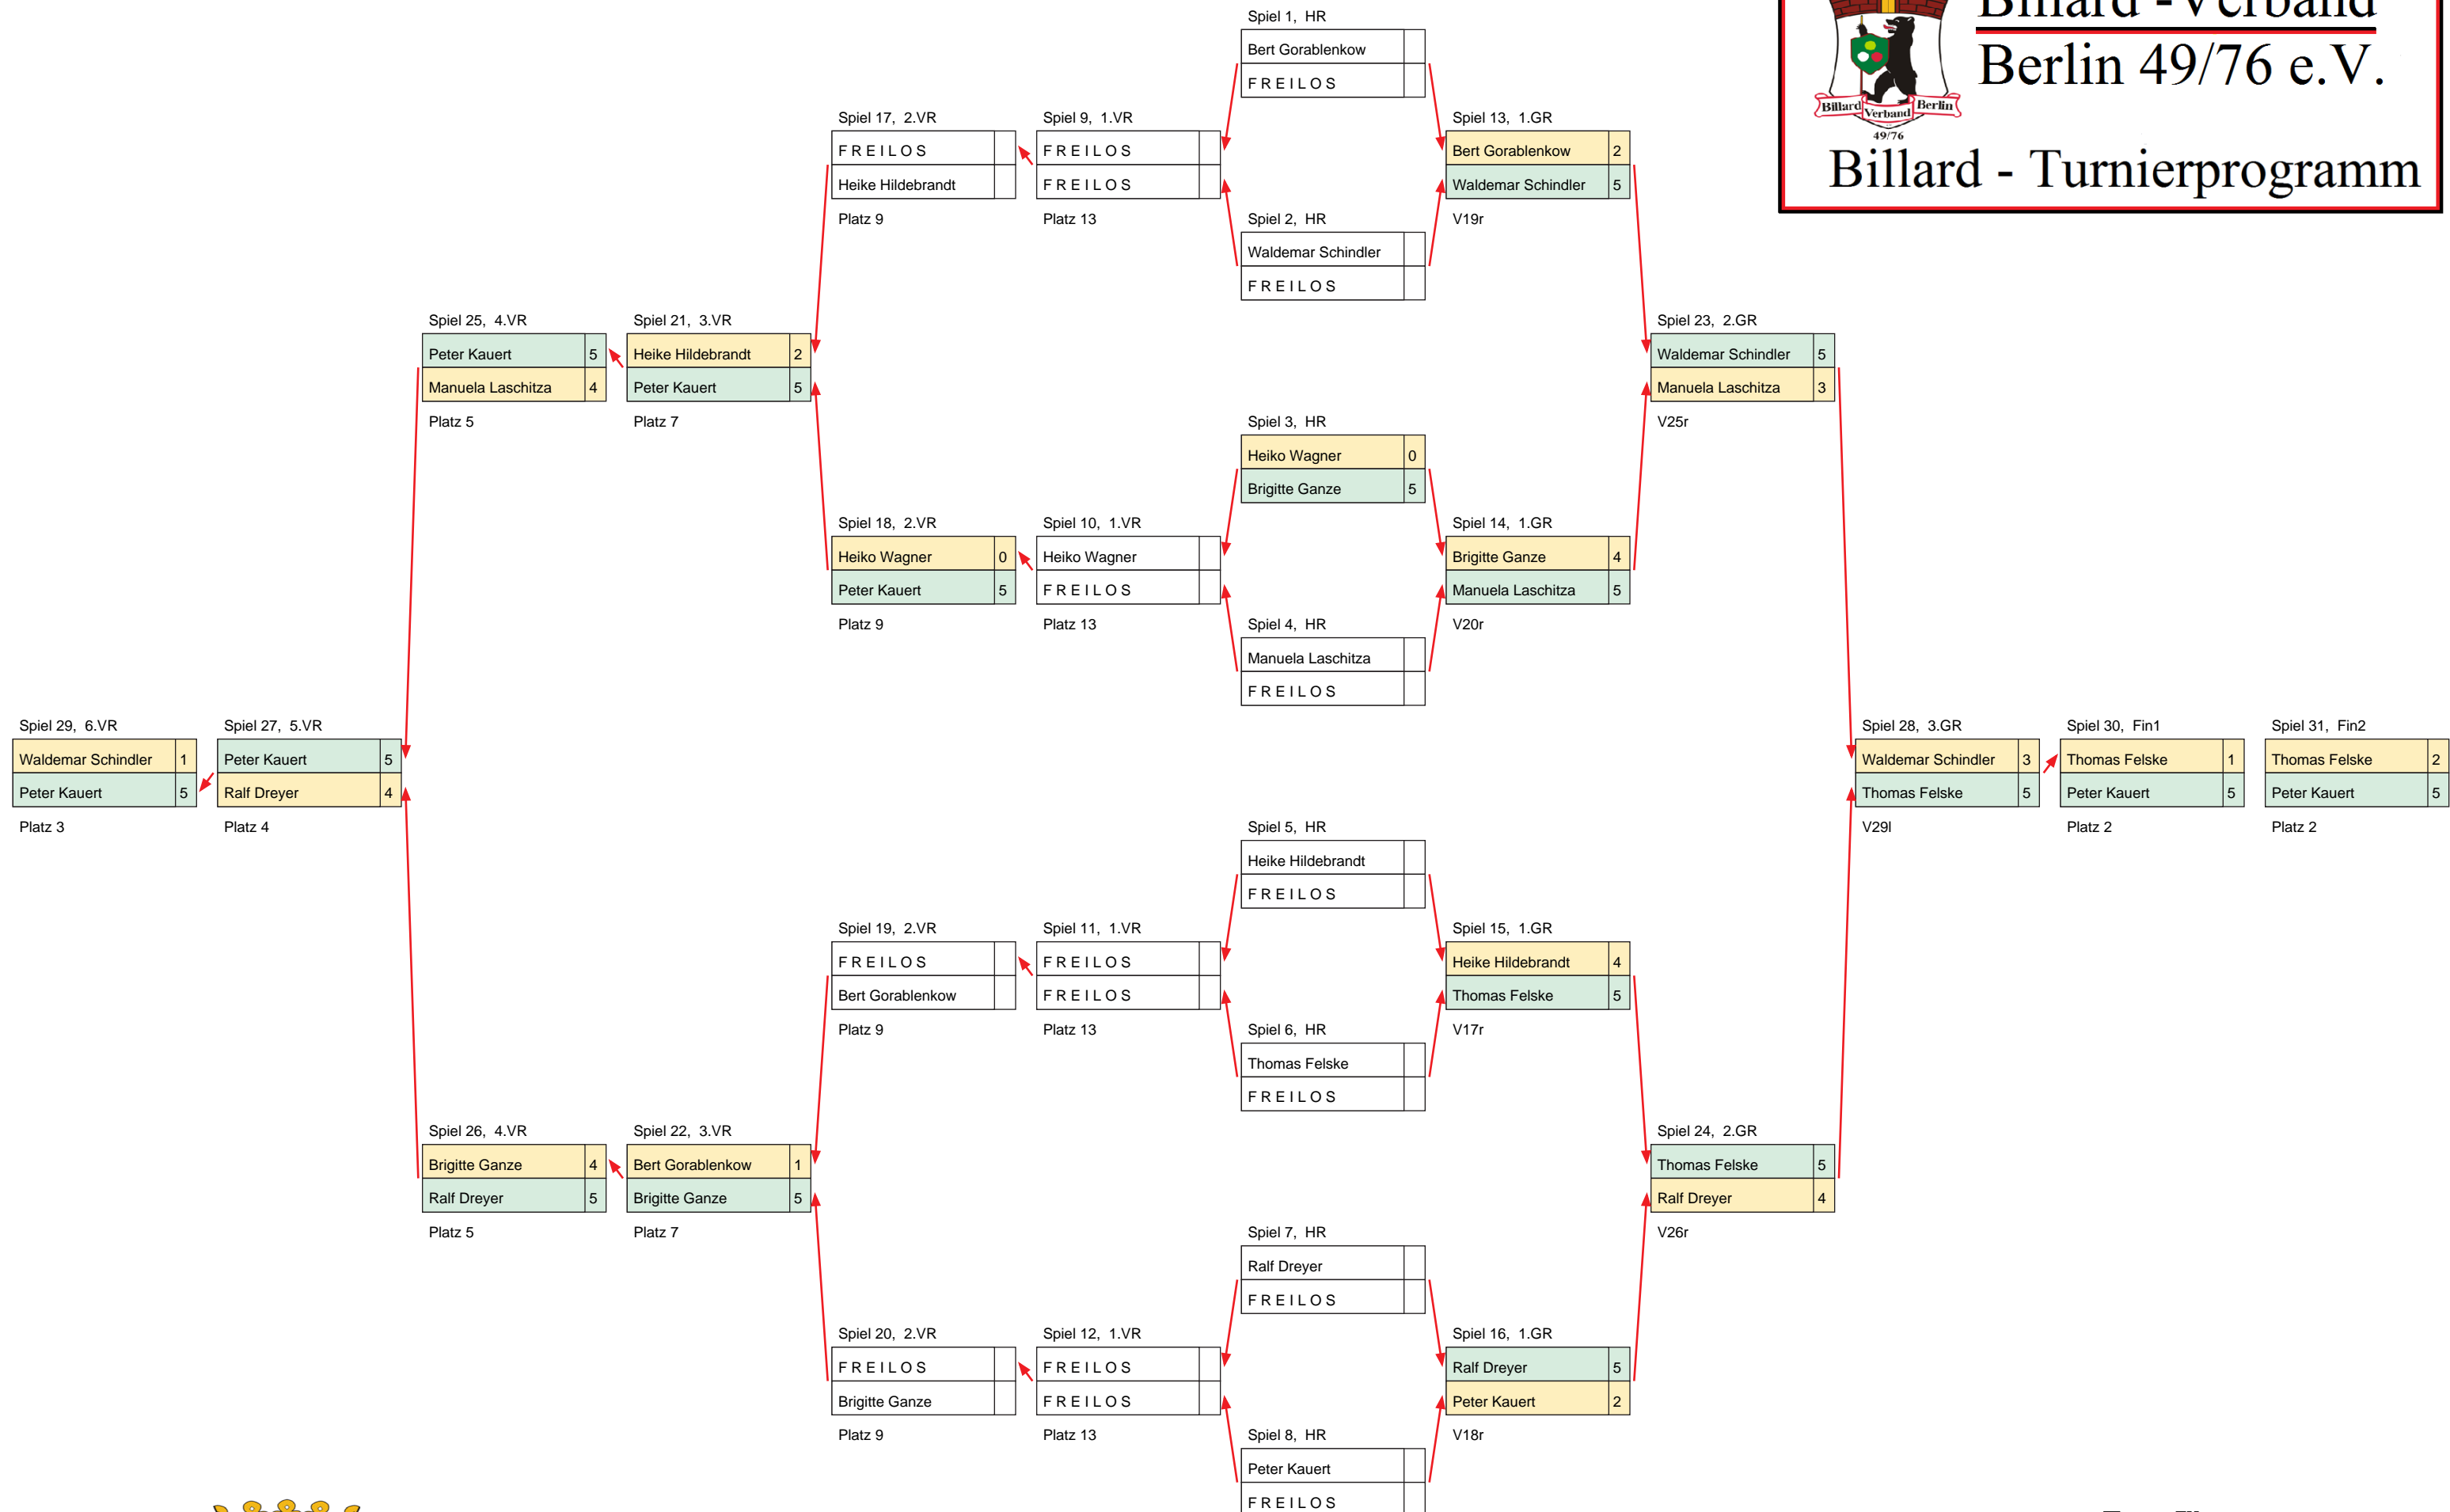 Billard -Verband
Berlin 49/76 e.V.
Billard Verband Berlin
49/76
Billard - Turnierprogramm
Spiel 1, HR
Bert Gorablenkow
F R E I L O S
Spiel 17, 2.VR
F R E I L O S
Heike Hildebrandt
Platz 9
Spiel 9, 1.VR
F R E I L O S
F R E I L O S
Platz 13
Spiel 13, 1.GR
Bert Gorablenkow 2
Waldemar Schindler 5
V19r
Spiel 2, HR
Waldemar Schindler
F R E I L O S
Spiel 25, 4.VR
Peter Kauert 5
Manuela Laschitza 4
Platz 5
Spiel 21, 3.VR
Heike Hildebrandt 2
Peter Kauert 5
Platz 7
Spiel 23, 2.GR
Waldemar Schindler 5
Manuela Laschitza 3
V25r
Spiel 3, HR
Heiko Wagner 0
Brigitte Ganze 5
Spiel 18, 2.VR
Heiko Wagner 0
Peter Kauert 5
Platz 9
Spiel 10, 1.VR
Heiko Wagner
F R E I L O S
Platz 13
Spiel 14, 1.GR
Brigitte Ganze 4
Manuela Laschitza 5
V20r
Spiel 4, HR
Manuela Laschitza
F R E I L O S
Spiel 29, 6.VR
Waldemar Schindler 1
Peter Kauert 5
Platz 3
Spiel 27, 5.VR
Peter Kauert 5
Ralf Dreyer 4
Platz 4
Spiel 28, 3.GR
Waldemar Schindler 3
Thomas Felske 5
V29l
Spiel 30, Fin1
Thomas Felske 1
Peter Kauert 5
Platz 2
Spiel 31, Fin2
Thomas Felske 2
Peter Kauert 5
Platz 2
Spiel 5, HR
Heike Hildebrandt
F R E I L O S
Spiel 19, 2.VR
F R E I L O S
Bert Gorablenkow
Platz 9
Spiel 11, 1.VR
F R E I L O S
F R E I L O S
Platz 13
Spiel 15, 1.GR
Heike Hildebrandt 4
Thomas Felske 5
V17r
Spiel 6, HR
Thomas Felske
F R E I L O S
Spiel 26, 4.VR
Brigitte Ganze 4
Ralf Dreyer 5
Platz 5
Spiel 22, 3.VR
Bert Gorablenkow 1
Brigitte Ganze 5
Platz 7
Spiel 24, 2.GR
Thomas Felske 5
Ralf Dreyer 4
V26r
Spiel 7, HR
Ralf Dreyer
F R E I L O S
Spiel 20, 2.VR
F R E I L O S
Brigitte Ganze
Platz 9
Spiel 12, 1.VR
F R E I L O S
F R E I L O S
Platz 13
Spiel 16, 1.GR
Ralf Dreyer 5
Peter Kauert 2
V18r
Spiel 8, HR
Peter Kauert
F R E I L O S